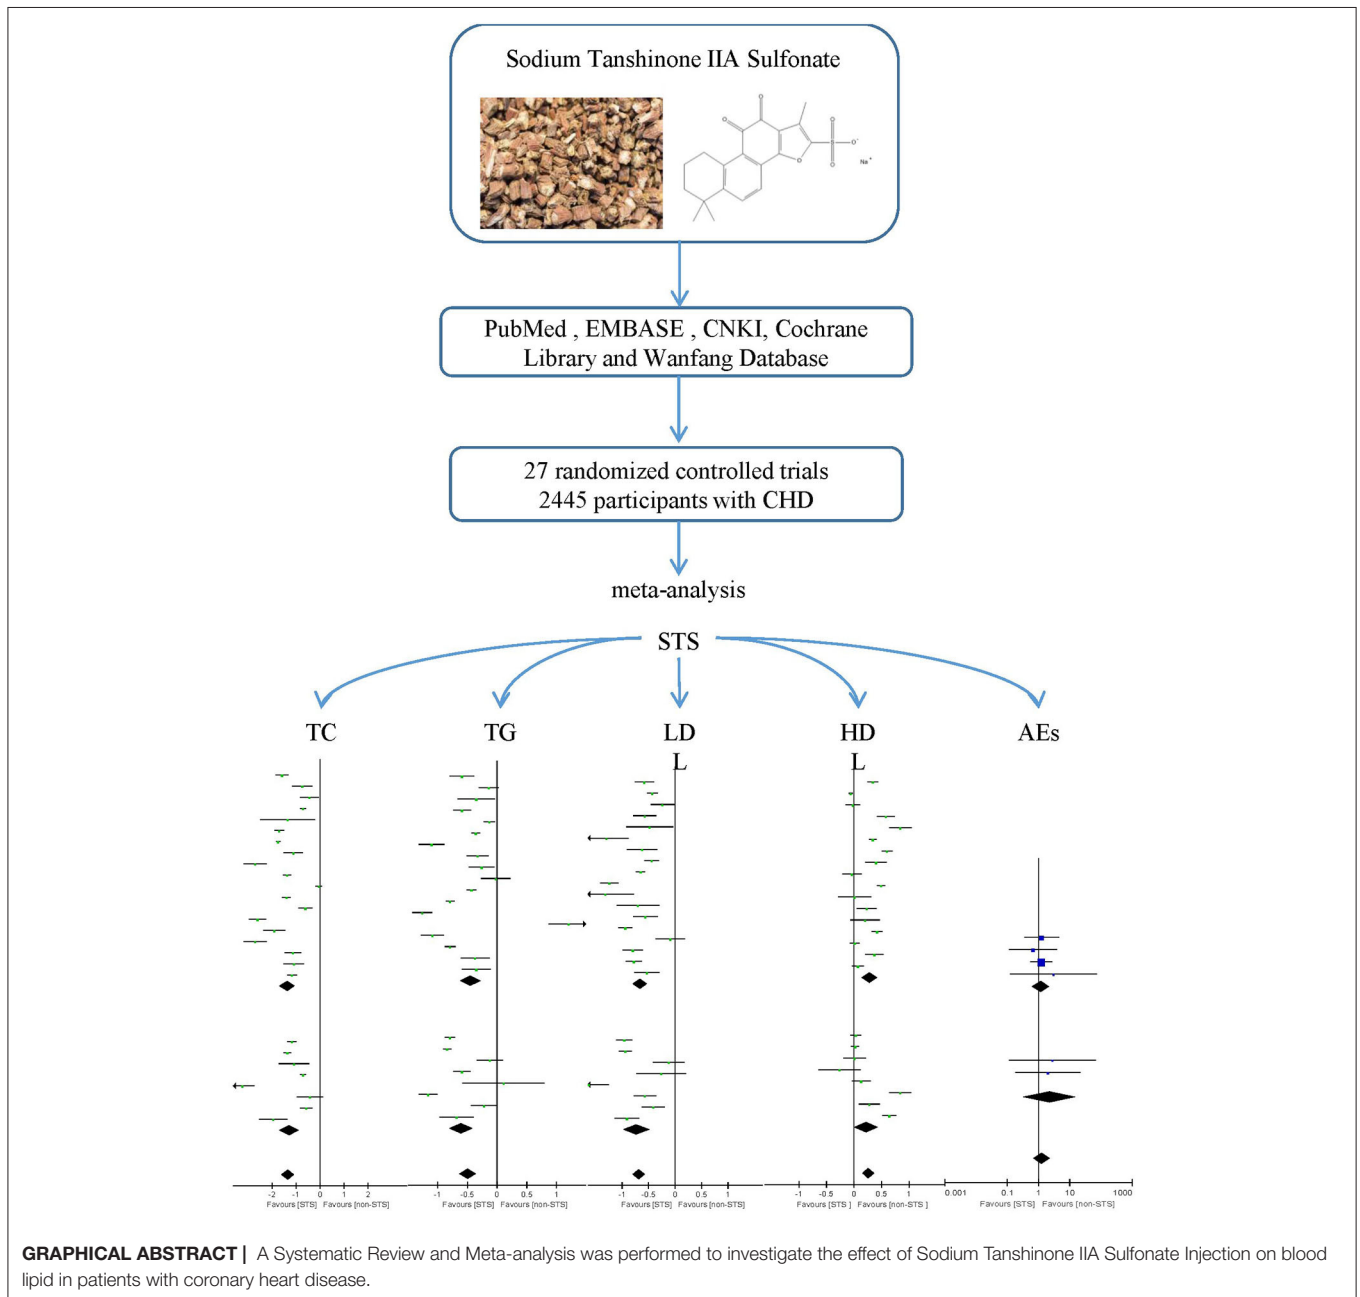 Sodium Tanshinone IIA Sulfonate
O
O
O
S
O
O
O⁻
Na⁺
PubMed , EMBASE , CNKI, Cochrane
Library and Wanfang Database
27 randomized controlled trials
2445 participants with CHD
meta-analysis
STS
TC
TG
LD
L
HD
L
AEs
-2 -1 0 1 2
Favours [STS] Favours [non-STS]
-1 -0.5 0 0.5 1
Favours [STS] Favours [non-STS]
-1 -0.5 0 0.5 1
Favours [STS] Favours [non-STS]
-1 -0.5 0 0.5 1
Favours [STS ] Favours [non-STS ]
0.001 0.1 1 10 1000
Favours [STS] Favours [non-STS]
GRAPHICAL ABSTRACT | A Systematic Review and Meta-analysis was performed to investigate the effect of Sodium Tanshinone IIA Sulfonate Injection on blood
lipid in patients with coronary heart disease.